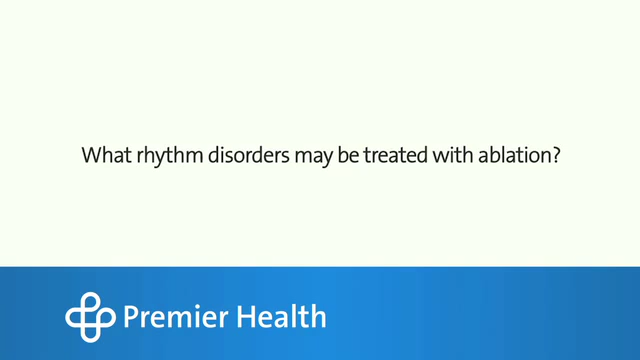 What rhythm disorders may be treated with ablation?
Premier Health